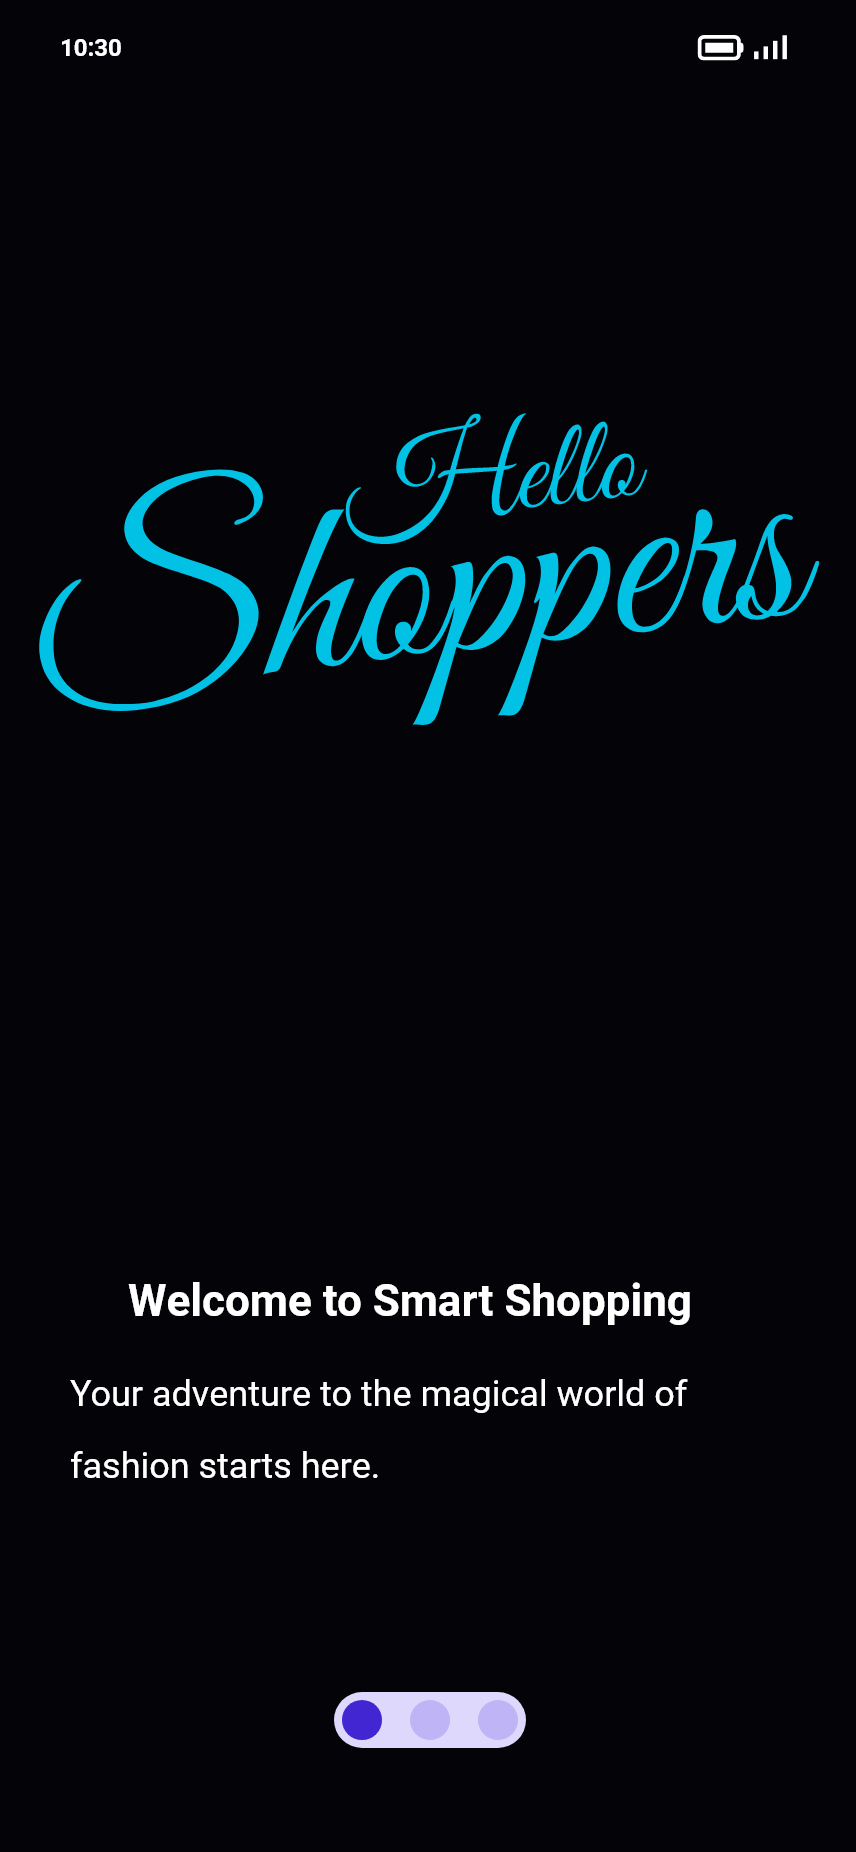 10:30
Hello
Shoppers
Welcome to Smart Shopping
Your adventure to the magical world of
fashion starts here.